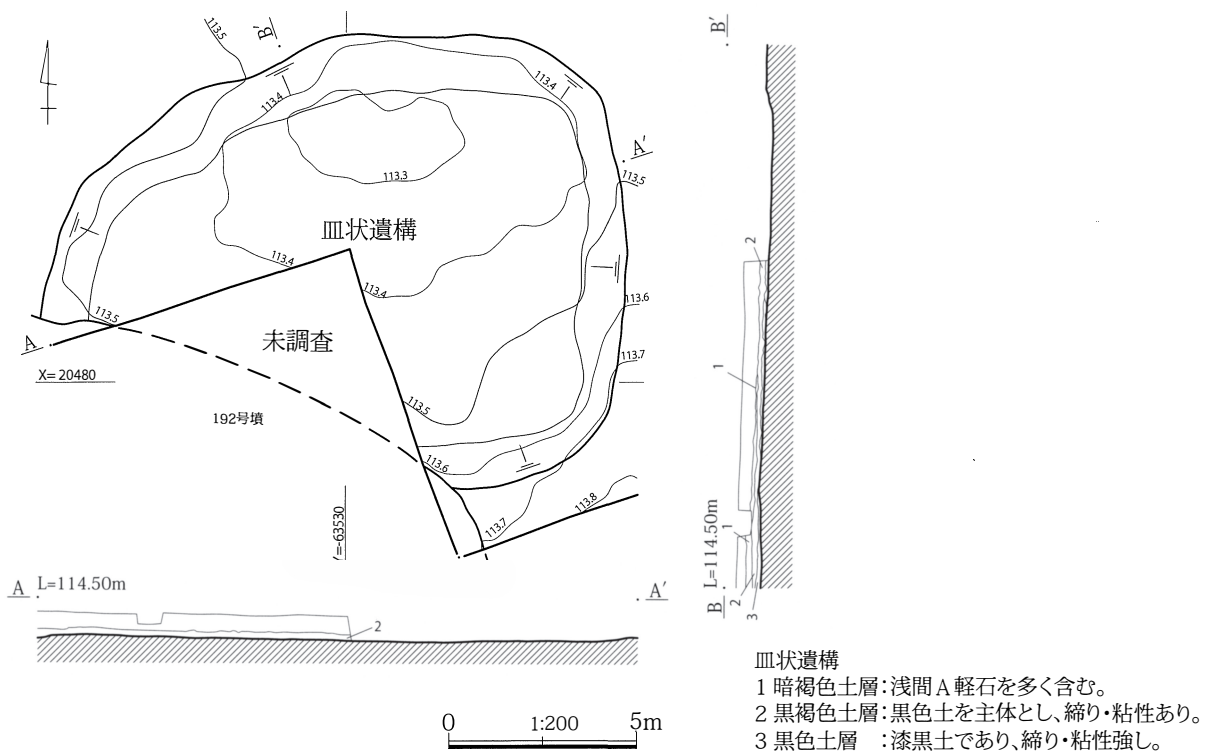 113.5
B'
113.4
113.4
A'
113.5
113.3
皿状遺構
113.4
113.4
113.5
113.6
A
未調査
X= 20480
113.7
192号墳
113.5
113.6
113.8
=-63530
113.7
A L=114.50m
A'
2
0 1:200 5m
B'
2
1
L=114.50m
1
B
2
3
皿状遺構
1 暗褐色土層：浅間A軽石を多く含む。
2 黒褐色土層：黒色土を主体とし、締り・粘性あり。
3 黒色土層 ：漆黒土であり、締り・粘性強し。